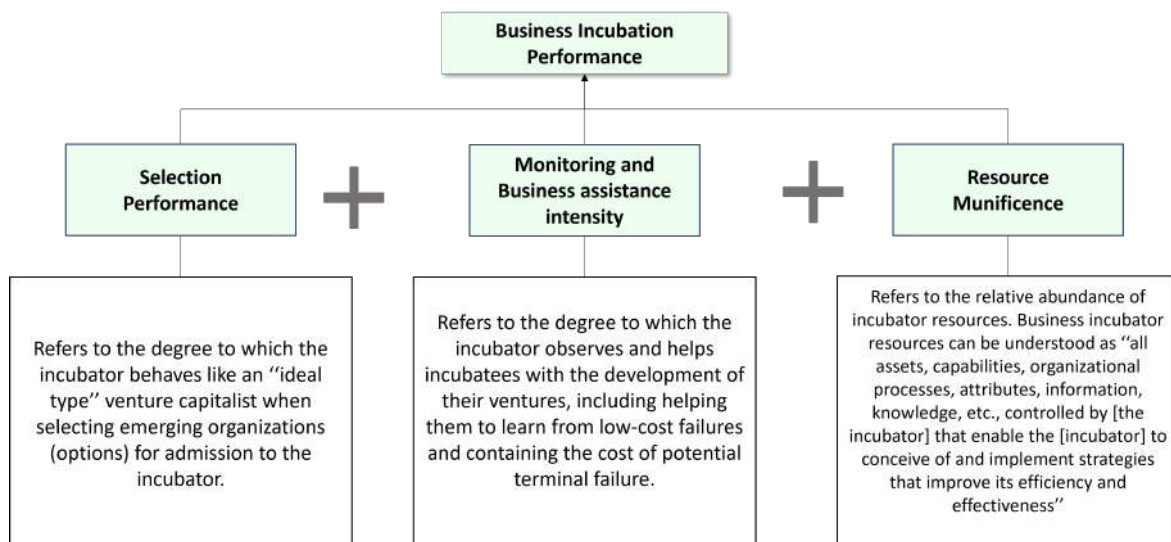 Business Incubation
Performance
Selection
Performance
Monitoring and
Business assistance
intensity
Resource
Munificence
Refers to the degree to which the
incubator behaves like an ‘‘ideal
type’’ venture capitalist when
selecting emerging organizations
(options) for admission to the
incubator.
Refers to the degree to which the
incubator observes and helps
incubatees with the development of
their ventures, including helping
them to learn from low-cost failures
and containing the cost of potential
terminal failure.
Refers to the relative abundance of
incubator resources. Business incubator
resources can be understood as ‘‘all
assets, capabilities, organizational
processes, attributes, information,
knowledge, etc., controlled by [the
incubator] that enable the [incubator] to
conceive of and implement strategies
that improve its efficiency and
effectiveness’’